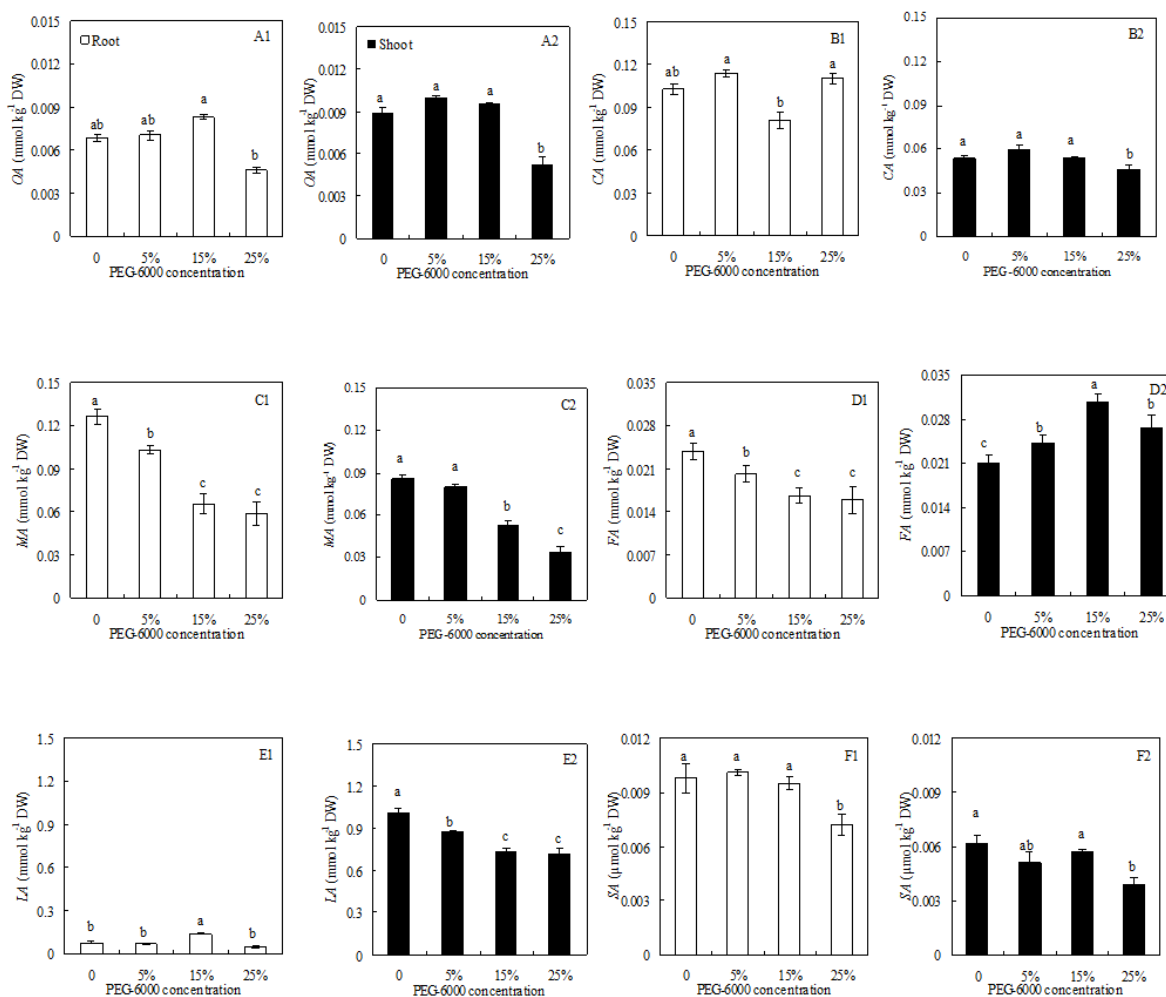 0.015
0.012
0.009
0.006
0.003
0
OA (mmol kg-1 DW)
Root
A1
ab
ab
a
b
0 5% 15% 25%
PEG-6000 concentration
0.015
0.012
0.009
0.006
0.003
0
OA (mmol kg-1 DW)
Shoot
A2
a
a
a
b
0 5% 15% 25%
PEG-6000 concentration
0.15
0.12
0.09
0.06
0.03
0
CA (mmol kg-1 DW)
B1
ab
a
b
a
0 5% 15% 25%
PEG-6000 concentration
0.15
0.12
0.09
0.06
0.03
0
CA (mmol kg-1 DW)
B2
a
a
a
b
0 5% 15% 25%
PEG-6000 concentration
0.15
0.12
0.09
0.06
0.03
0
MA (mmol kg-1 DW)
C1
a
b
c
c
0 5% 15% 25%
PEG-6000 concentration
0.15
0.12
0.09
0.06
0.03
0
MA (mmol kg-1 DW)
C2
a
a
b
c
0 5% 15% 25%
PEG-6000 concentration
0.035
0.028
0.021
0.014
0.007
0
FA (mmol kg-1 DW)
D1
a
b
c
c
0 5% 15% 25%
PEG-6000 concentration
0.035
0.028
0.021
0.014
0.007
0
FA (mmol kg-1 DW)
D2
c
b
a
b
0 5% 15% 25%
PEG-6000 concentration
1.5
1.2
0.9
0.6
0.3
0
LA (mmol kg-1 DW)
E1
b
b
a
b
0 5% 15% 25%
PEG-6000 concentration
1.5
1.2
0.9
0.6
0.3
0
LA (mmol kg-1 DW)
E2
a
b
c
c
0 5% 15% 25%
PEG-6000 concentration
0.012
0.009
0.006
0.003
0
SA (μmol kg-1 DW)
F1
a
a
a
b
0 5% 15% 25%
PEG-6000 concentration
0.012
0.009
0.006
0.003
0
SA (μmol kg-1 DW)
F2
a
ab
a
b
0 5% 15% 25%
PEG-6000 concentration